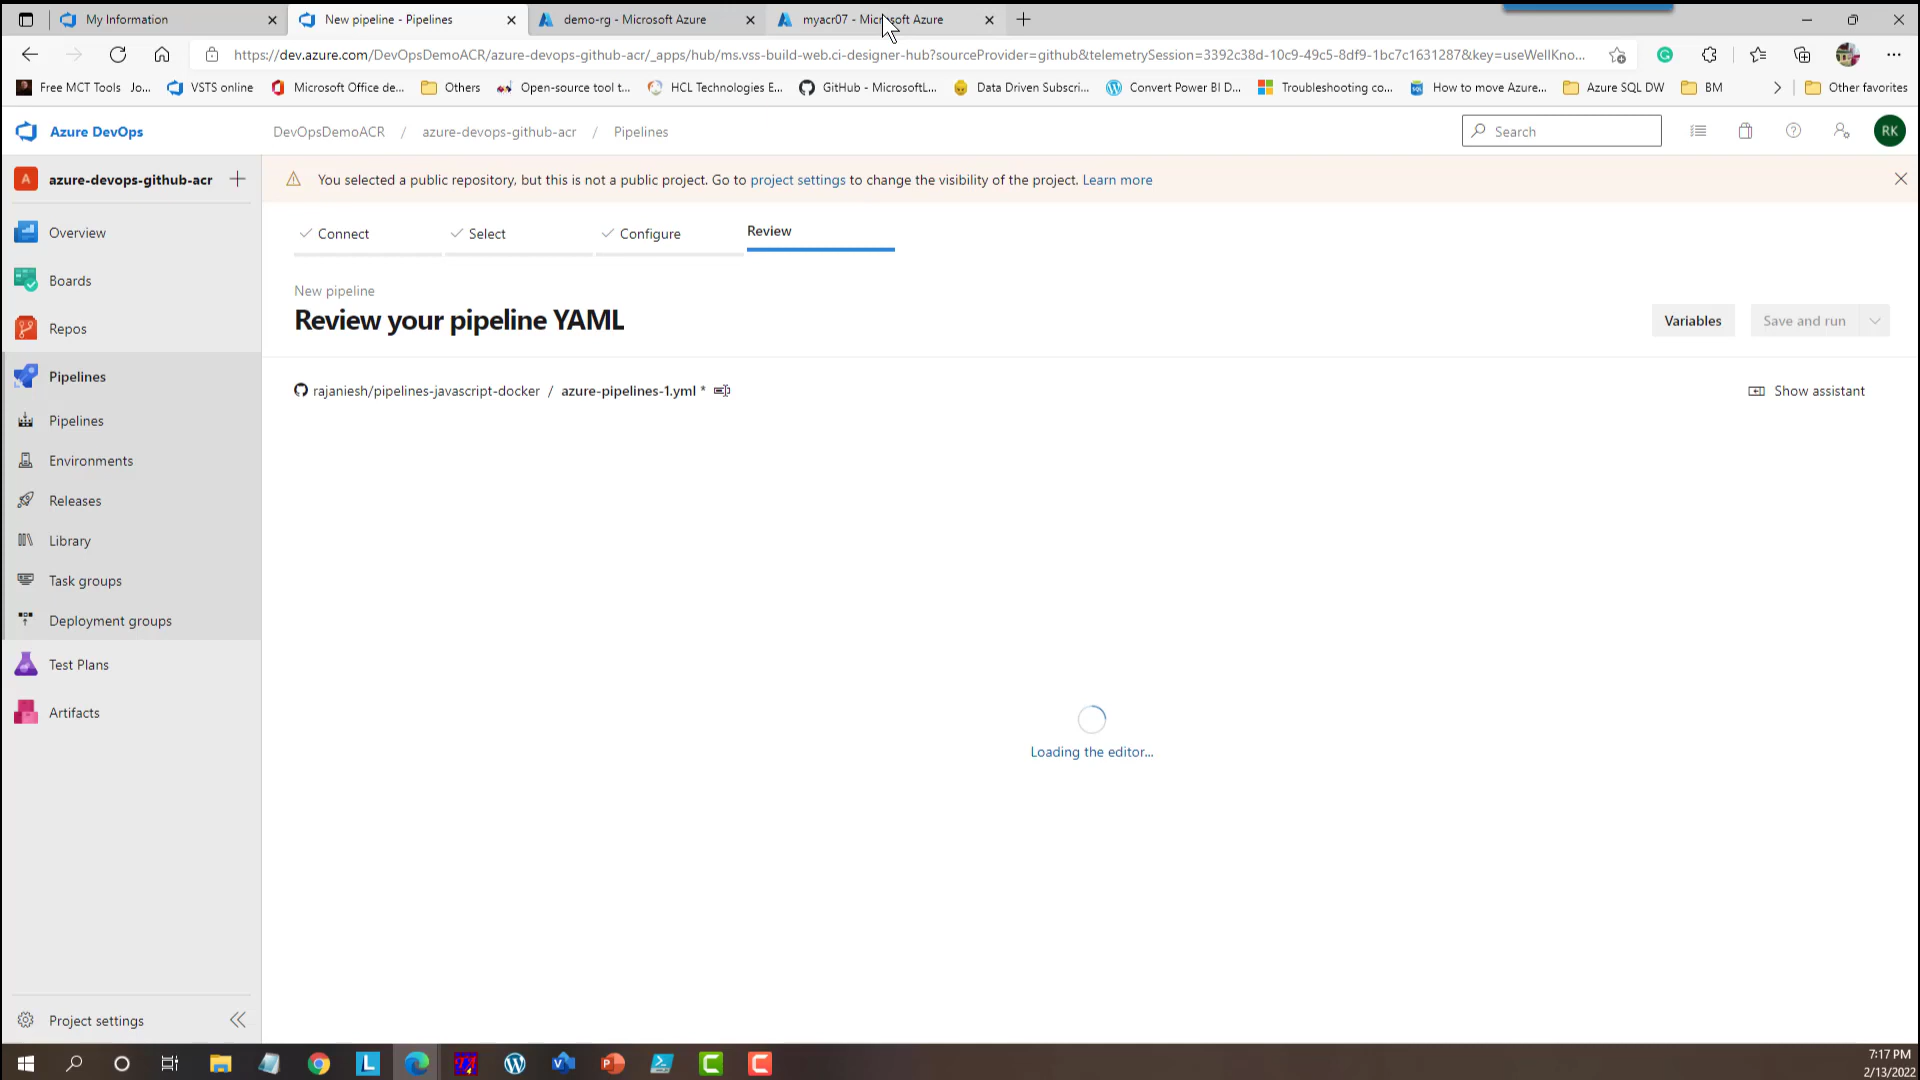 My Information
New pipeline - Pipelines
demo-rg - Microsoft Azure
myacr07 - Microsoft Azure
https://dev.azure.com/DevOpsDemoACR/azure-devops-github-acr/_apps/hub/ms.vss-build-web.ci-designer-hub?sourceProvider=github&telemetrySession=3392c38d-10c9-49c5-8df9-1bc7c1631287&key=useWellKno...
Free MCT Tools Jo...
VSTS online
Microsoft Office de...
Others
Open-source tool t...
HCL Technologies E...
GitHub - MicrosoftL...
Data Driven Subscri...
Convert Power BI D...
Troubleshooting co...
How to move Azure...
Azure SQL DW
BM
Other favorites
Azure DevOps
DevOpsDemoACR / azure-devops-github-acr / Pipelines
Search
RK
A
azure-devops-github-acr
You selected a public repository, but this is not a public project. Go to project settings to change the visibility of the project. Learn more
Overview
Boards
Repos
Pipelines
Pipelines
Environments
Releases
Library
Task groups
Deployment groups
Test Plans
Artifacts
Project settings
Connect
Select
Configure
Review
New pipeline
Review your pipeline YAML
Variables
Save and run
rajaniesh/pipelines-javascript-docker / azure-pipelines-1.yml *
Show assistant
Loading the editor...
7:17 PM
2/13/2022